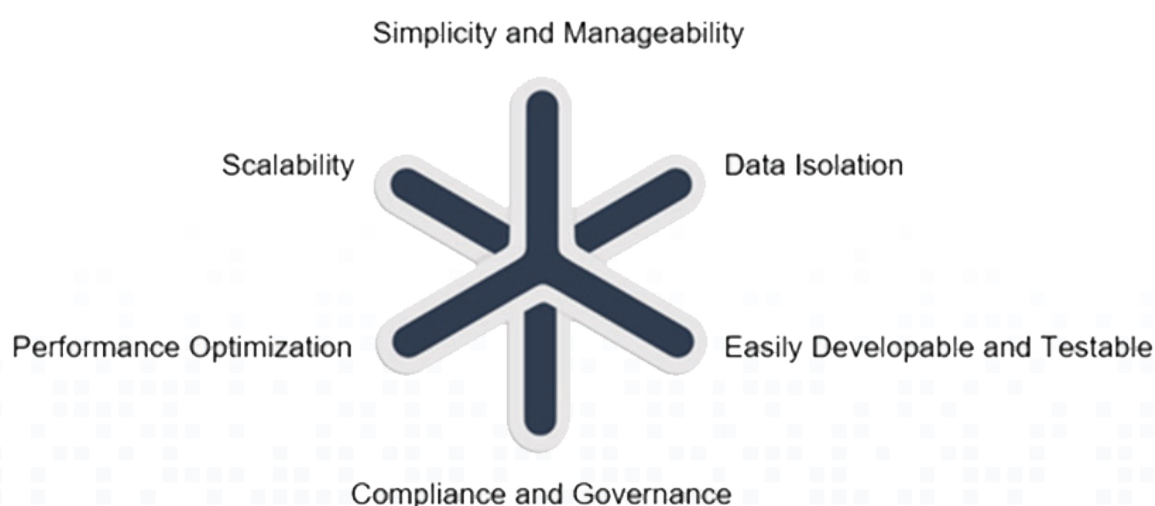 Simplicity and Manageability
Scalability
Data Isolation
Performance Optimization
Easily Developable and Testable
Compliance and Governance